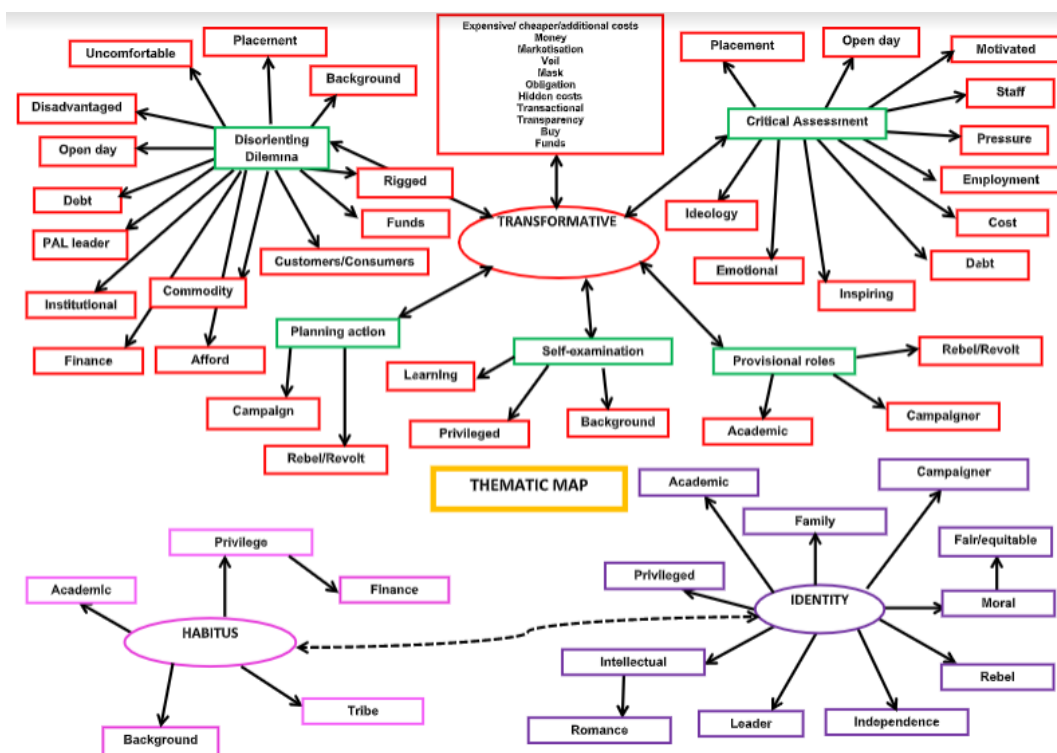 Expensive/ cheaper/additional costs
Money
Marketisation
Veil
Mask
Obligation
Hidden costs
Transactional
Transparency
Buy
Funds
Uncomfortable
Placement
Background
Disadvantaged
Disorienting
Dilemma
Open day
Rigged
Debt
Funds
PAL leader
Customers/Consumers
Institutional
Commodity
Finance
Afford
TRANSFORMATIVE
Placement
Open day
Motivated
Staff
Critical Assessment
Pressure
Employment
Ideology
Cost
Emotional
Debt
Inspiring
Planning action
Campaign
Rebel/Revolt
Self-examination
Learning
Privileged
Background
Provisional roles
Rebel/Revolt
Campaigner
Academic
THEMATIC MAP
Privilege
Academic
Finance
HABITUS
Tribe
Background
Academic
Campaigner
Family
Fair/equitable
Privileged
IDENTITY
Moral
Intellectual
Rebel
Romance
Leader
Independence